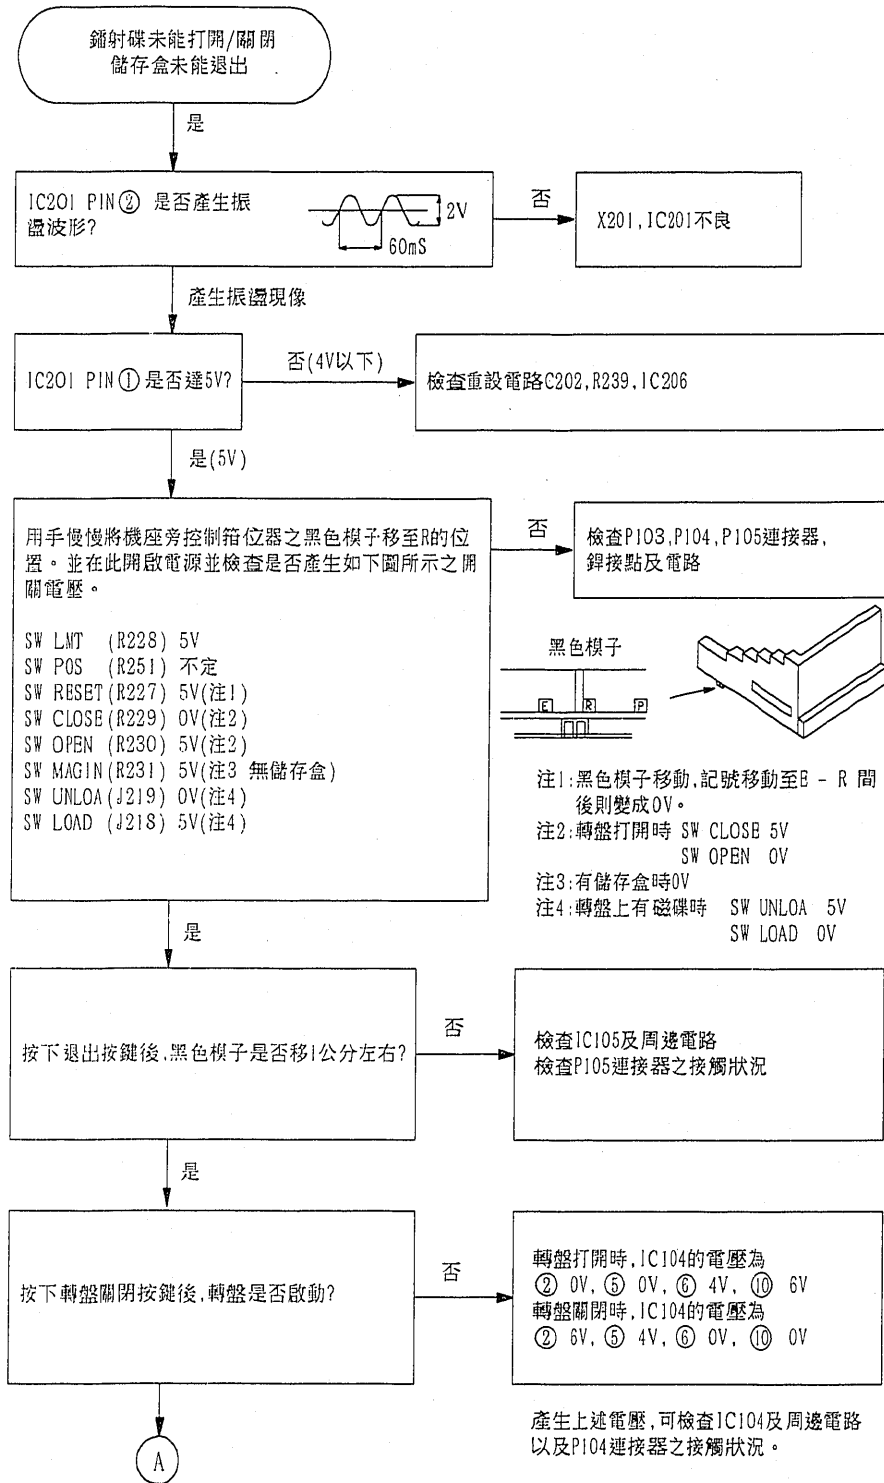 鐳射碟未能打開/關閉
儲存盒未能退出
是
IC201 PIN② 是否產生振
盪波形?
2V
60mS
否
X201,IC201不良
產生振盪現像
IC201 PIN①是否達5V?
否(4V以下)
檢查重設電路C202,R239,IC206
是(5V)
用手慢慢將機座旁控制箝位器之黑色模子移至R的位
置。並在此開啟電源並檢查是否產生如下圖所示之開
關電壓。
SW LMT (R228) 5V
SW POS (R251) 不定
SW RESET(R227) 5V(注1)
SW CLOSE(R229) 0V(注2)
SW OPEN (R230) 5V(注2)
SW MAGIN(R231) 5V(注3 無儲存盒)
SW UNLOA(J219) 0V(注4)
SW LOAD (J218) 5V(注4)
否
檢查P103,P104,P105連接器,
銲接點及電路
黑色模子
E R P
注1:黑色模子移動,記號移動至E - R 間
後則變成0V。
注2:轉盤打開時 SW CLOSE 5V
SW OPEN 0V
注3:有儲存盒時0V
注4:轉盤上有磁碟時 SW UNLOA 5V
SW LOAD 0V
是
按下退出按鍵後,黑色模子是否移1公分左右?
否
檢查IC105及周邊電路
檢查P105連接器之接觸狀況
是
按下轉盤關閉按鍵後,轉盤是否啟動?
否
轉盤打開時,IC104的電壓為
② 0V,⑤ 0V,⑥ 4V,⑩ 6V
轉盤關閉時,IC104的電壓為
② 6V,⑤ 4V,⑥ 0V,⑩ 0V
產生上述電壓,可檢查IC104及周邊電路
以及P104連接器之接觸狀況。
A